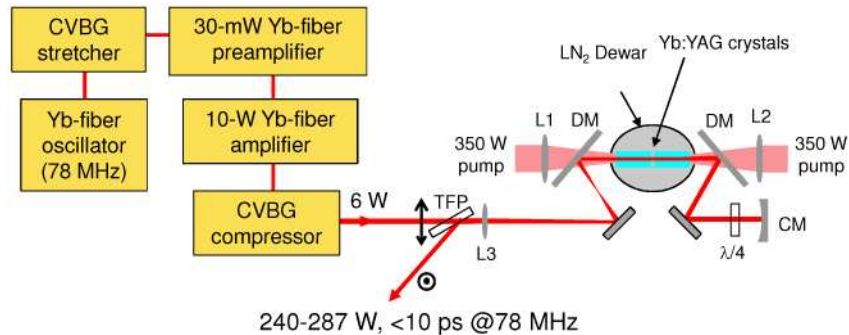 CVBG
stretcher
30-mW Yb-fiber
preamplifier
Yb-fiber
oscillator
(78 MHz)
10-W Yb-fiber
amplifier
CVBG
compressor
6 W
TFP
L3
240-287 W, <10 ps @78 MHz
Yb:YAG crystals
LN₂ Dewar
L1
DM
DM
L2
350 W
pump
350 W
pump
λ/4
CM